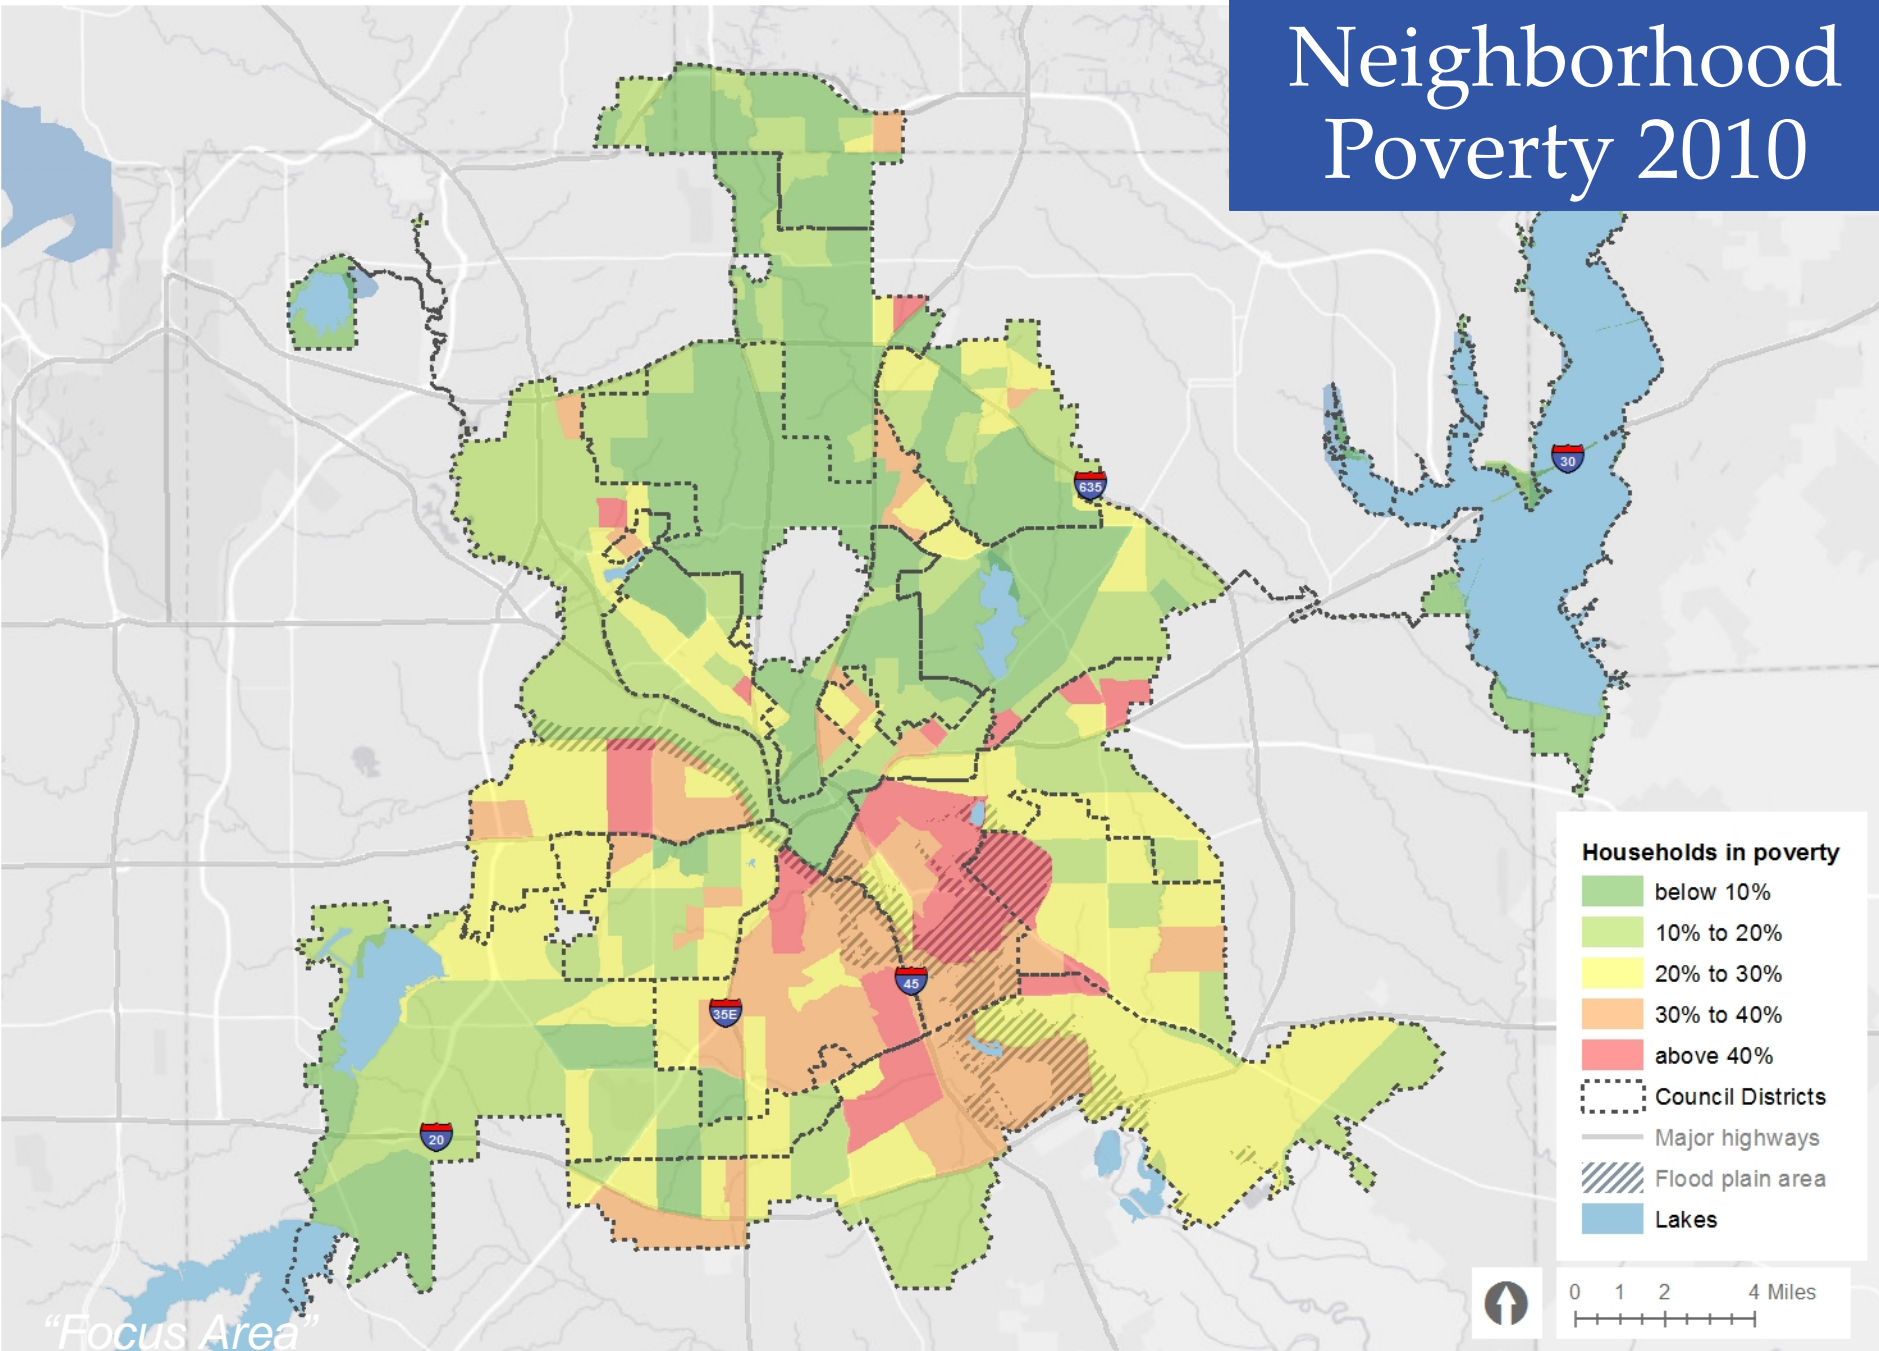 Neighborhood
Poverty 2010
30
635
45
35E
20
Households in poverty
below 10%
10% to 20%
20% to 30%
30% to 40%
above 40%
Council Districts
Major highways
Flood plain area
Lakes
0 1 2 4 Miles
“Focus Area”